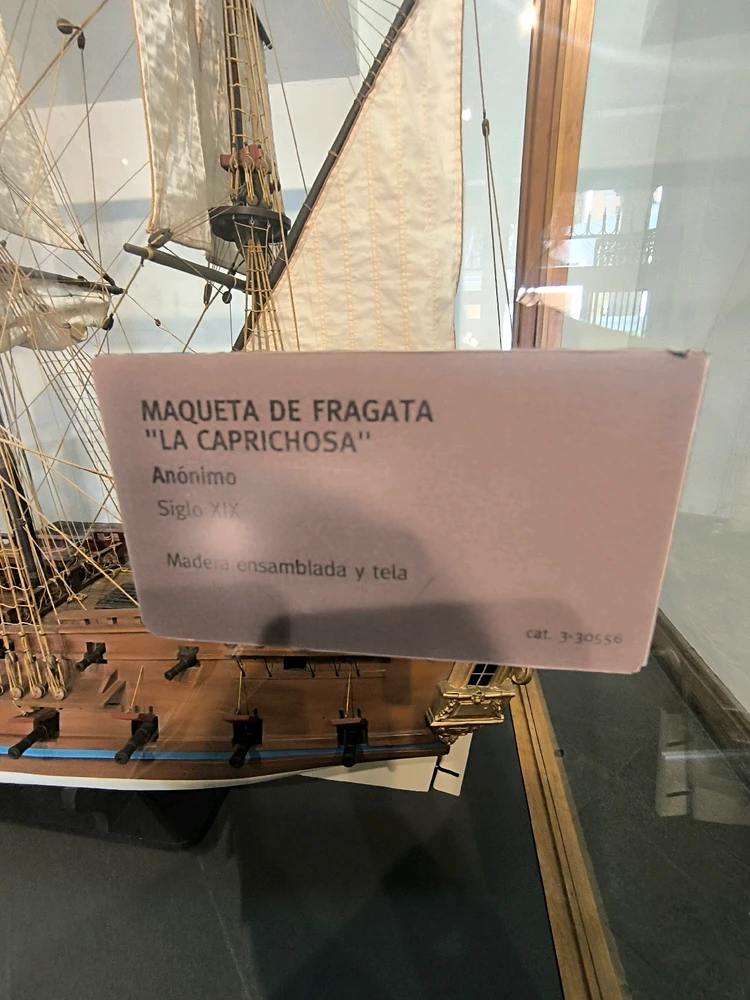 MAQUETA DE FRAGATA
"LA CAPRICHOSA"
Anónimo
Siglo XIX
Madera ensamblada y tela
cat. 3-30556